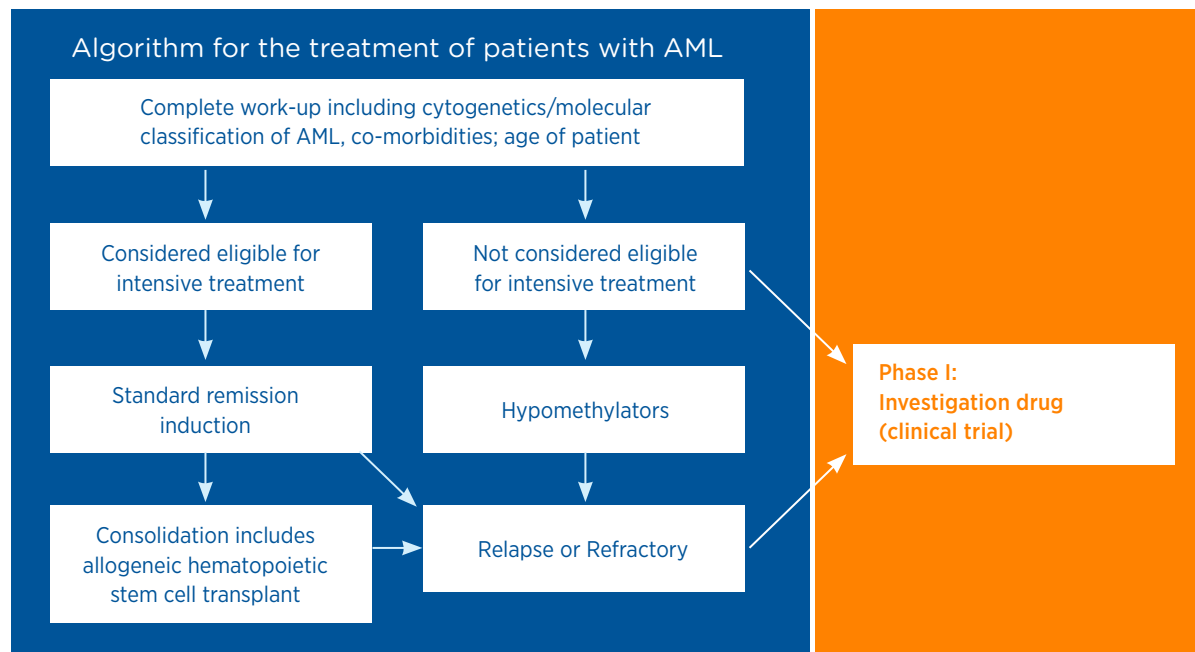 Algorithm for the treatment of patients with AML
Complete work-up including cytogenetics/molecular
classification of AML, co-morbidities; age of patient
Considered eligible for
intensive treatment
Not considered eligible
for intensive treatment
Standard remission
induction
Hypomethylators
Consolidation includes
allogeneic hematopoietic
stem cell transplant
Relapse or Refractory
Phase I:
Investigation drug
(clinical trial)